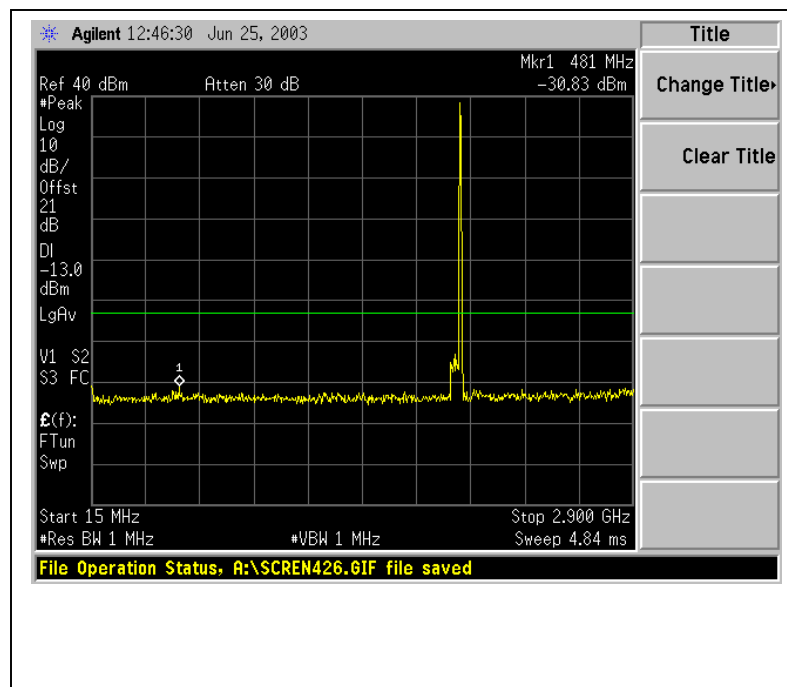 Agilent 12:46:30 Jun 25, 2003
Title
Mkr1 481 MHz
Ref 40 dBm Atten 30 dB -30.83 dBm
#Peak
Log
10
dB/
Offst
21
dB
DI
-13.0
dBm
LgAv
V1 S2
S3 FC
£(f):
FTun
Swp
1
Start 15 MHz Stop 2.900 GHz
#Res BW 1 MHz #VBW 1 MHz Sweep 4.84 ms
Change Title
Clear Title
File Operation Status, A:\SCREN426.GIF file saved